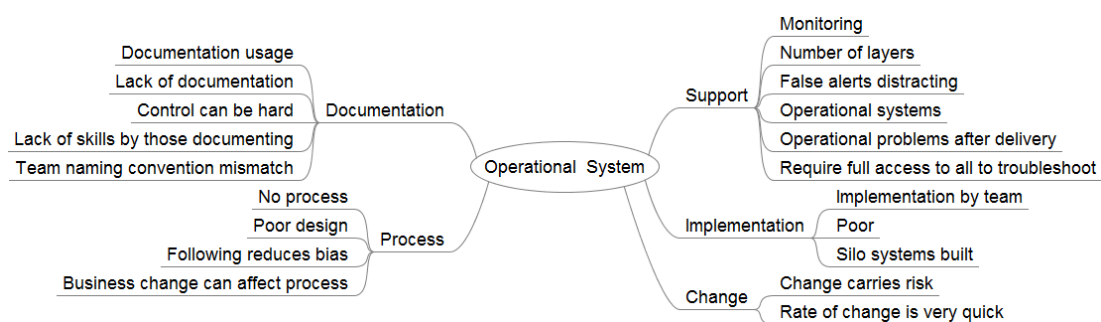 Operational System
Documentation
Documentation usage
Lack of documentation
Control can be hard
Lack of skills by those documenting
Team naming convention mismatch
Process
No process
Poor design
Following reduces bias
Business change can affect process
Support
Monitoring
Number of layers
False alerts distracting
Operational systems
Operational problems after delivery
Require full access to all to troubleshoot
Implementation
Implementation by team
Poor
Silo systems built
Change
Change carries risk
Rate of change is very quick